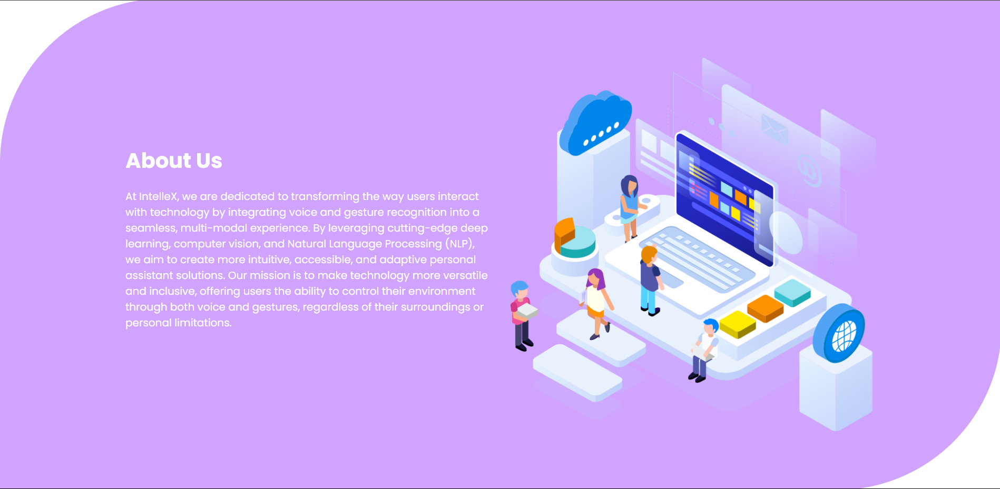 About Us
At IntelleX, we are dedicated to transforming the way users interact
with technology by integrating voice and gesture recognition into a
seamless, multi-modal experience. By leveraging cutting-edge deep
learning, computer vision, and Natural Language Processing (NLP),
we aim to create more intuitive, accessible, and adaptive personal
assistant solutions. Our mission is to make technology more versatile
and inclusive, offering users the ability to control their environment
through both voice and gestures, regardless of their surroundings or
personal limitations.